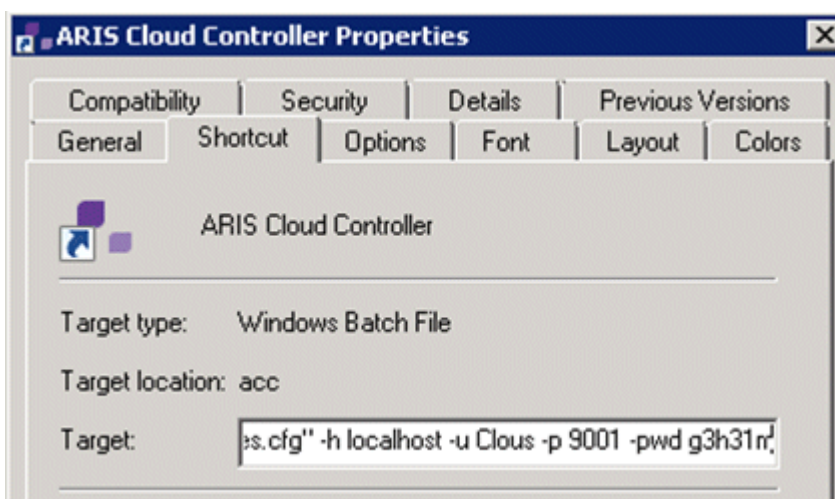 ARIS Cloud Controller Properties
Compatibility Security Details Previous Versions
General Shortcut Options Font Layout Colors
ARIS Cloud Controller
Target type: Windows Batch File
Target location: acc
Target: es.cfg" -h localhost -u Clous -p 9001 -pwd